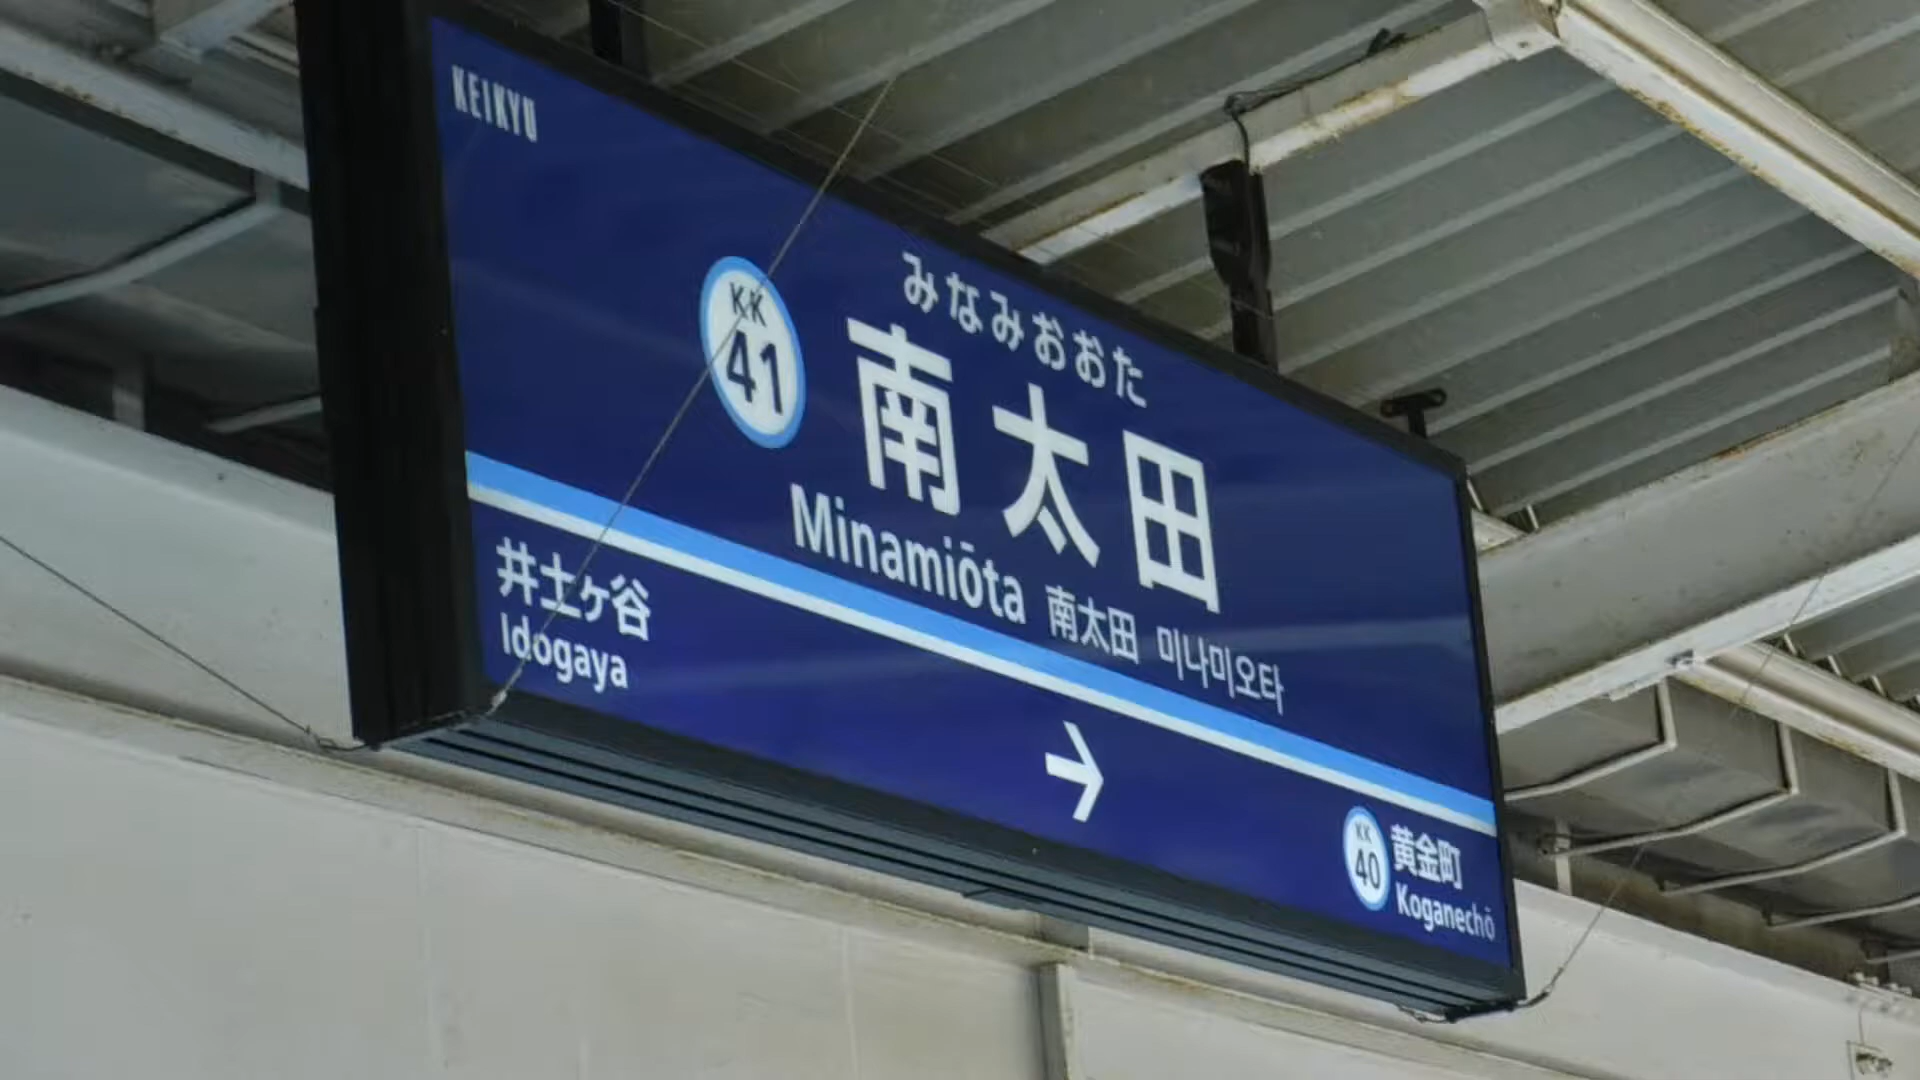 KEIKYU
みなみおおた
KK
41
南太田
Minamiōta 南太田 미나미오타
井土ヶ谷
Idogaya
→
KK
40
黄金町
Koganechō